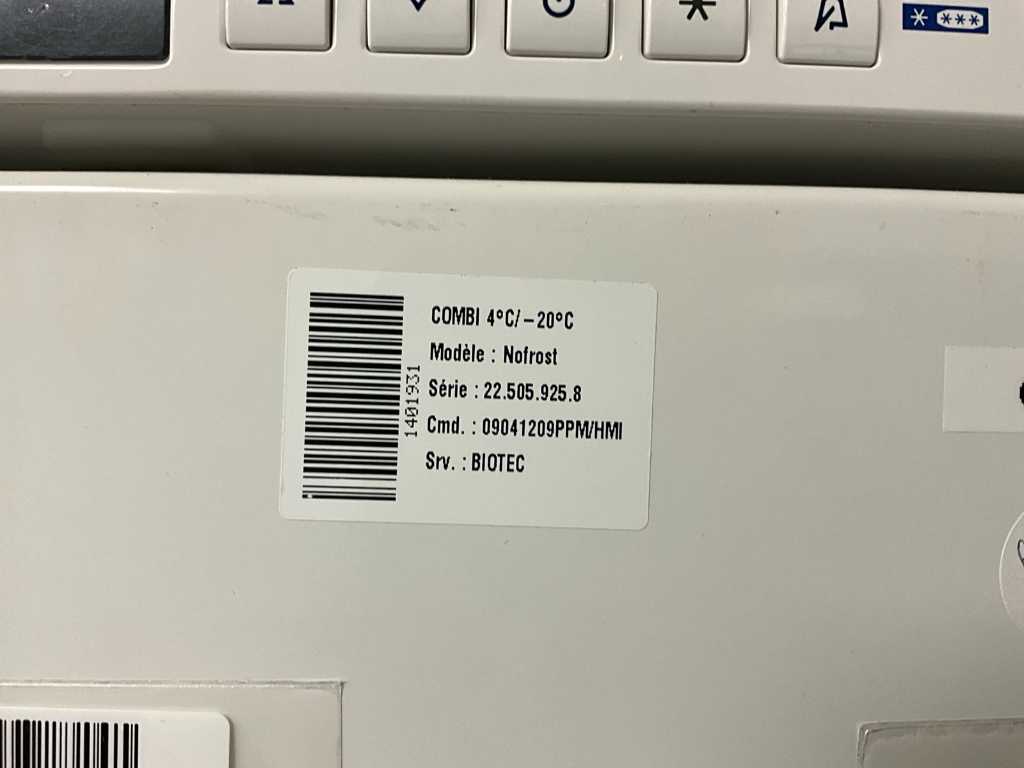 COMBI 4°C/-20°C
Modèle : Nofrost
Série : 22.505.925.8
Cmd. : 09041209PPM/HMI
Srv. : BIOTEC
1401931